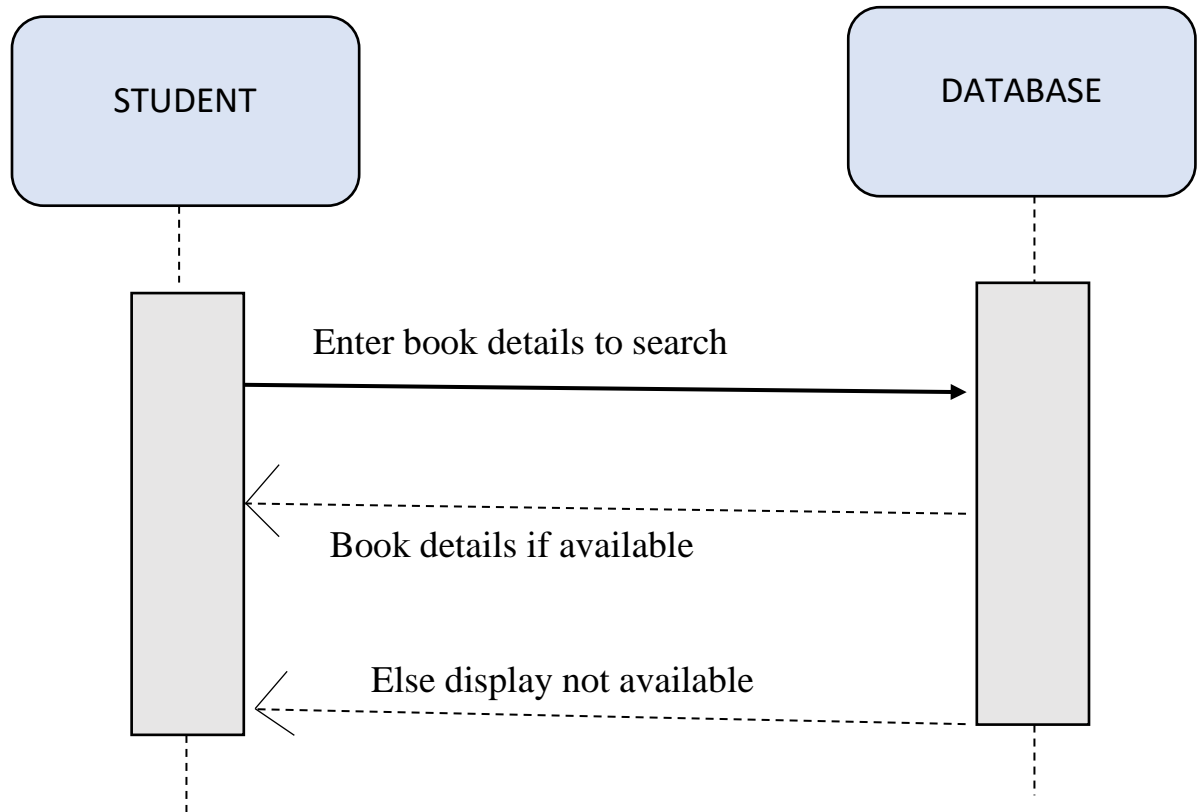 STUDENT
DATABASE
Enter book details to search
Book details if available
Else display not available